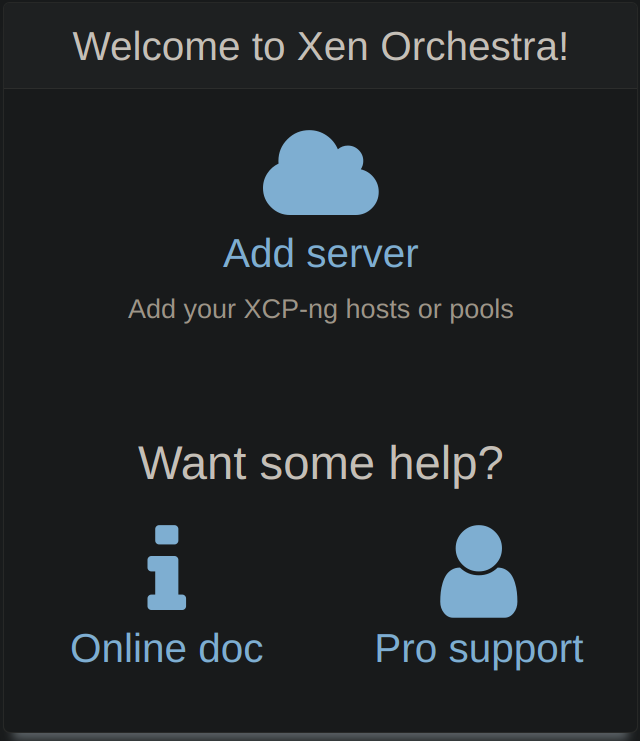 Welcome to Xen Orchestra!
Add server
Add your XCP-ng hosts or pools
Want some help?
Online doc
Pro support